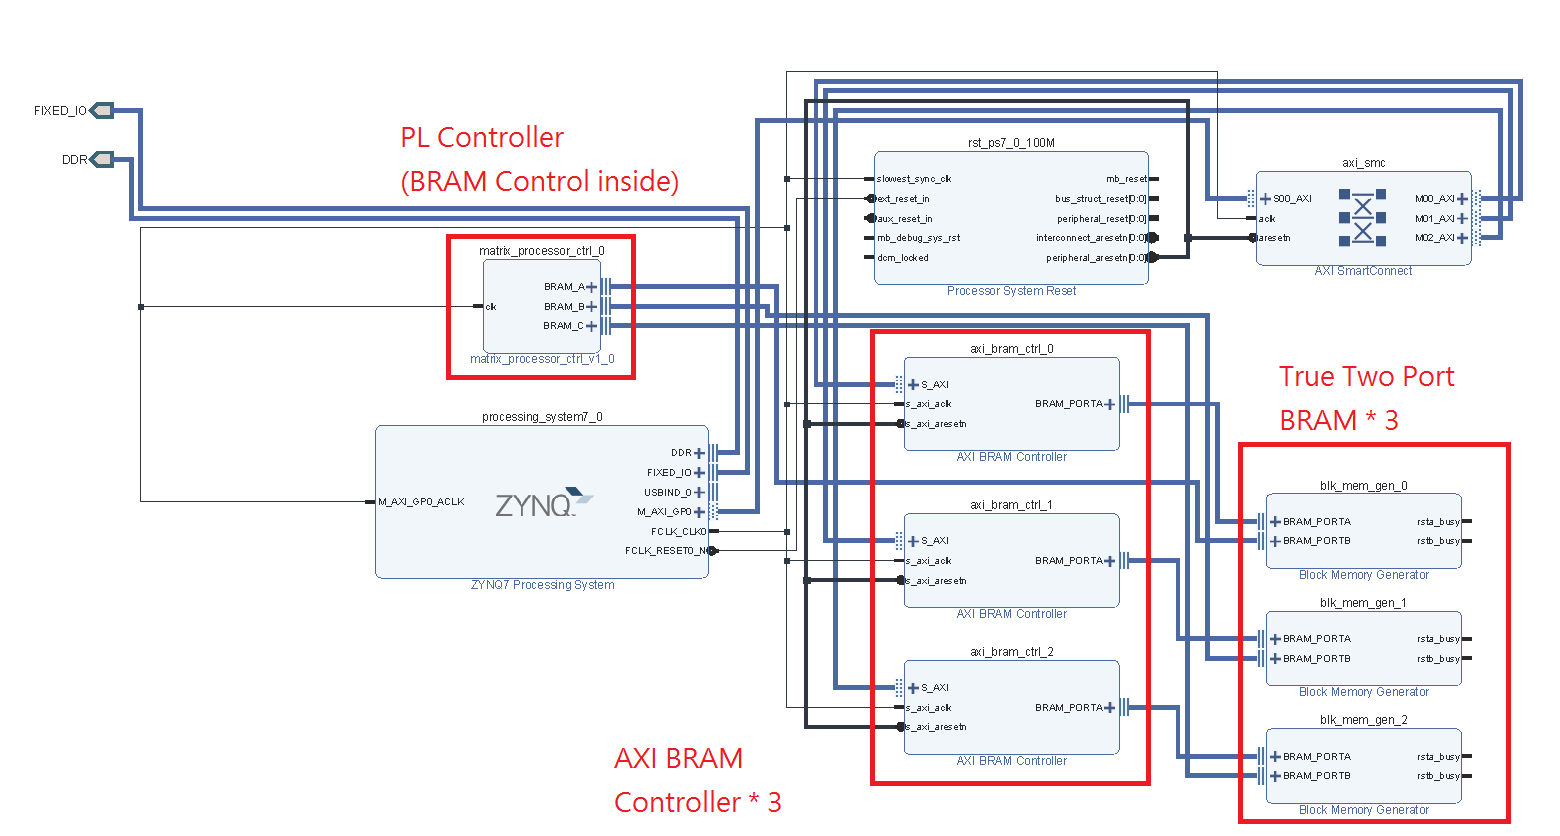 FIXED_IO
DDR
PL Controller
(BRAM Control inside)
matrix_processor_ctrl_0
clk
BRAM_A
BRAM_B
BRAM_C
matrix_processor_ctrl_v1_0
processing_system7_0
M_AXI_GP0_ACLK
ZYNQ
DDR
FIXED_IO
USBIND_0
M_AXI_GP0
FCLK_CLK0
FCLK_RESET0_N
ZYNQ7 Processing System
rst_ps7_0_100M
slowest_sync_clk
ext_reset_in
aux_reset_in
mb_debug_sys_rst
dcm_locked
mb_reset
bus_struct_reset[0:0]
peripheral_reset[0:0]
interconnect_aresetn[0:0]
peripheral_aresetn[0:0]
Processor System Reset
axi_smc
S00_AXI
aclk
aresetn
M00_AXI
M01_AXI
M02_AXI
AXI SmartConnect
axi_bram_ctrl_0
S_AXI
s_axi_aclk
s_axi_aresetn
BRAM_PORTA
AXI BRAM Controller
axi_bram_ctrl_1
S_AXI
s_axi_aclk
s_axi_aresetn
BRAM_PORTA
AXI BRAM Controller
axi_bram_ctrl_2
S_AXI
s_axi_aclk
s_axi_aresetn
BRAM_PORTA
AXI BRAM Controller
AXI BRAM
Controller * 3
True Two Port
BRAM * 3
blk_mem_gen_0
BRAM_PORTA
BRAM_PORTB
rsta_busy
rstb_busy
Block Memory Generator
blk_mem_gen_1
BRAM_PORTA
BRAM_PORTB
rsta_busy
rstb_busy
Block Memory Generator
blk_mem_gen_2
BRAM_PORTA
BRAM_PORTB
rsta_busy
rstb_busy
Block Memory Generator